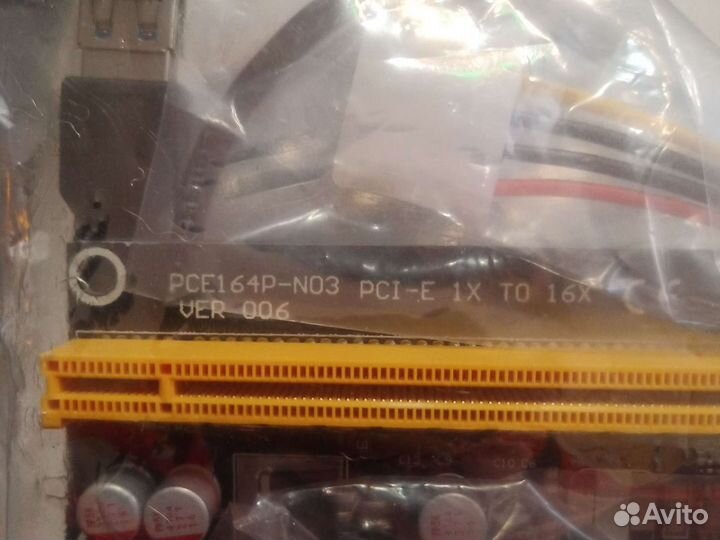 PCE164P-N03 PCI-E 1X TO 16X
VER 006
Avito